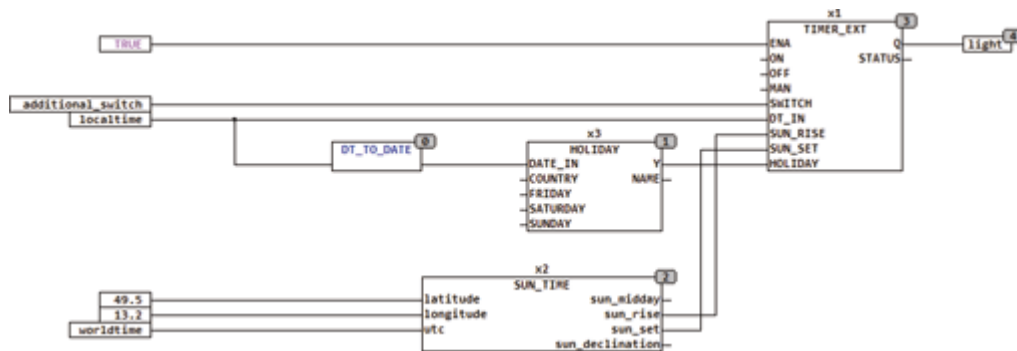 x1
3
TIMER_EXT
TRUE
ENA
Q
light
4
ON
STATUS
OFF
MAN
additional_switch
SWITCH
localtime
DT_IN
x3
SUN_RISE
DT_TO_DATE
0
HOLIDAY
1
SUN_SET
DATE_IN
Y
HOLIDAY
COUNTRY
NAME
FRIDAY
SATURDAY
SUNDAY
x2
SUN_TIME
2
49.5
latitude
sun_midday
13.2
longitude
sun_rise
worldtime
utc
sun_set
sun_declination